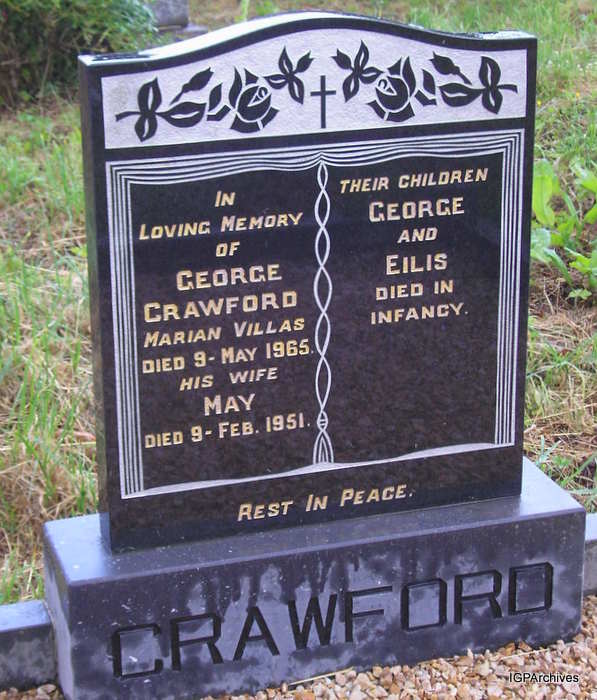 IN
LOVING MEMORY
OF
GEORGE
CRAWFORD
MARIAN VILLAS
DIED 9-MAY 1965.
HIS WIFE
MAY
DIED 9-FEB. 1951.
THEIR CHILDREN
GEORGE
AND
EILIS
DIED IN
INFANCY.
REST IN PEACE.
CRAWFORD
IGPArchives